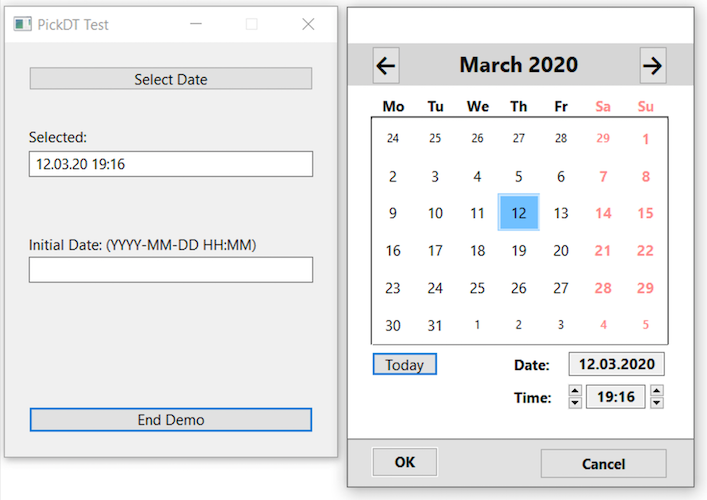 PickDT Test
Select Date
Selected:
12.03.20 19:16
Initial Date: (YYYY-MM-DD HH:MM)
End Demo
March 2020
Mo Tu We Th Fr Sa Su
24 25 26 27 28 29 1
2 3 4 5 6 7 8
9 10 11 12 13 14 15
16 17 18 19 20 21 22
23 24 25 26 27 28 29
30 31 1 2 3 4 5
Today Date: 12.03.2020
Time: 19:16
OK Cancel